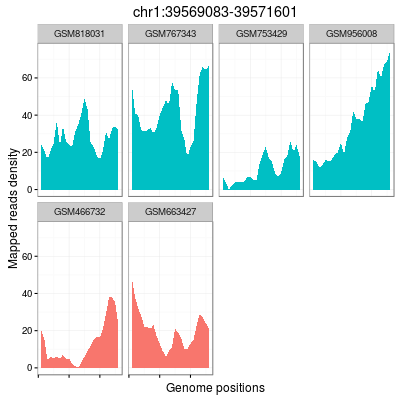 chr1:39569083-39571601
GSM818031 GSM767343 GSM753429 GSM956008
60
40
20
0
GSM466732 GSM663427
60
40
20
0
Mapped reads density
Genome positions